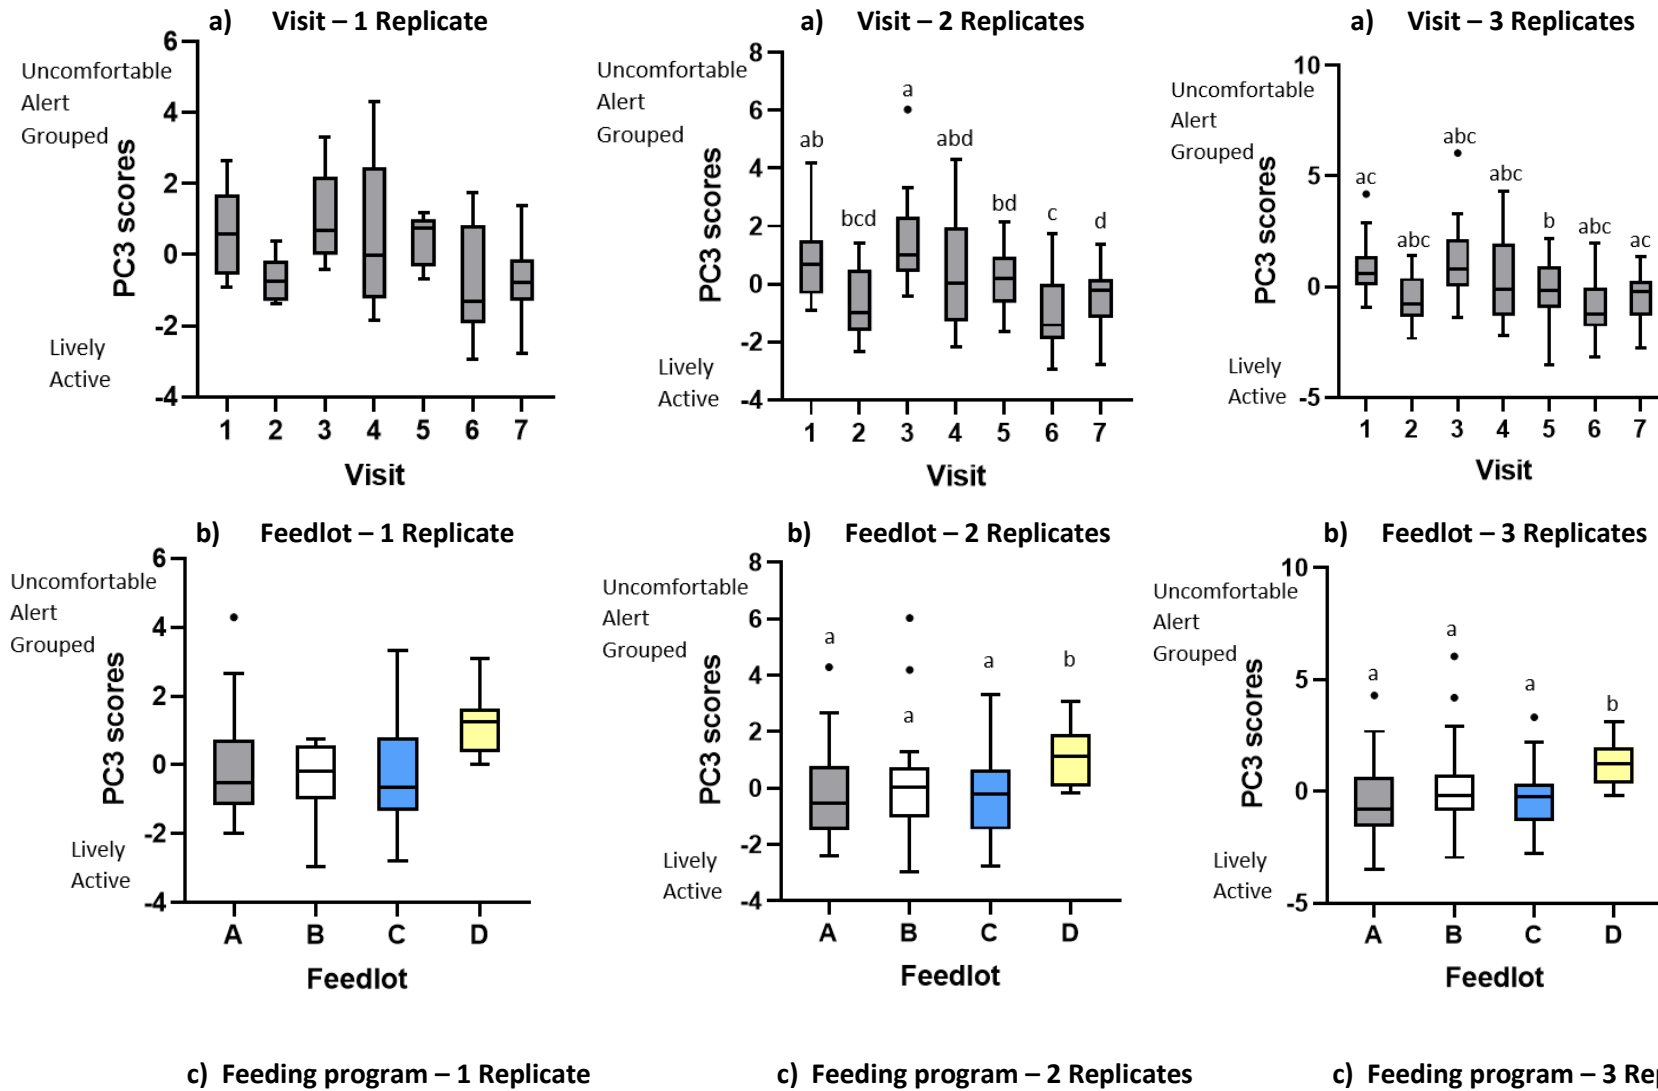 a) Visit – 1 Replicate
6
Uncomfortable
Alert
Grouped
4
2
0
-2
-4
PC3 scores
Lively
Active
1 2 3 4 5 6 7
Visit
a) Visit – 2 Replicates
8
Uncomfortable
Alert
Grouped
6
4
2
0
-2
-4
PC3 scores
Lively
Active
ab bcd a abd bd c d
1 2 3 4 5 6 7
Visit
a) Visit – 3 Replicates
10
Uncomfortable
Alert
Grouped
5
0
-5
PC3 scores
Lively
Active
ac abc abc abc b abc ac
1 2 3 4 5 6 7
Visit
b) Feedlot – 1 Replicate
6
Uncomfortable
Alert
Grouped
4
2
0
-2
-4
PC3 scores
Lively
Active
A B C D
Feedlot
b) Feedlot – 2 Replicates
8
Uncomfortable
Alert
Grouped
6
4
2
0
-2
-4
PC3 scores
Lively
Active
a a a b
A B C D
Feedlot
b) Feedlot – 3 Replicates
10
Uncomfortable
Alert
Grouped
5
0
-5
PC3 scores
Lively
Active
a a a b
A B C D
Feedlot
c) Feeding program – 1 Replicate
c) Feeding program – 2 Replicates
c) Feeding program – 3 Rep